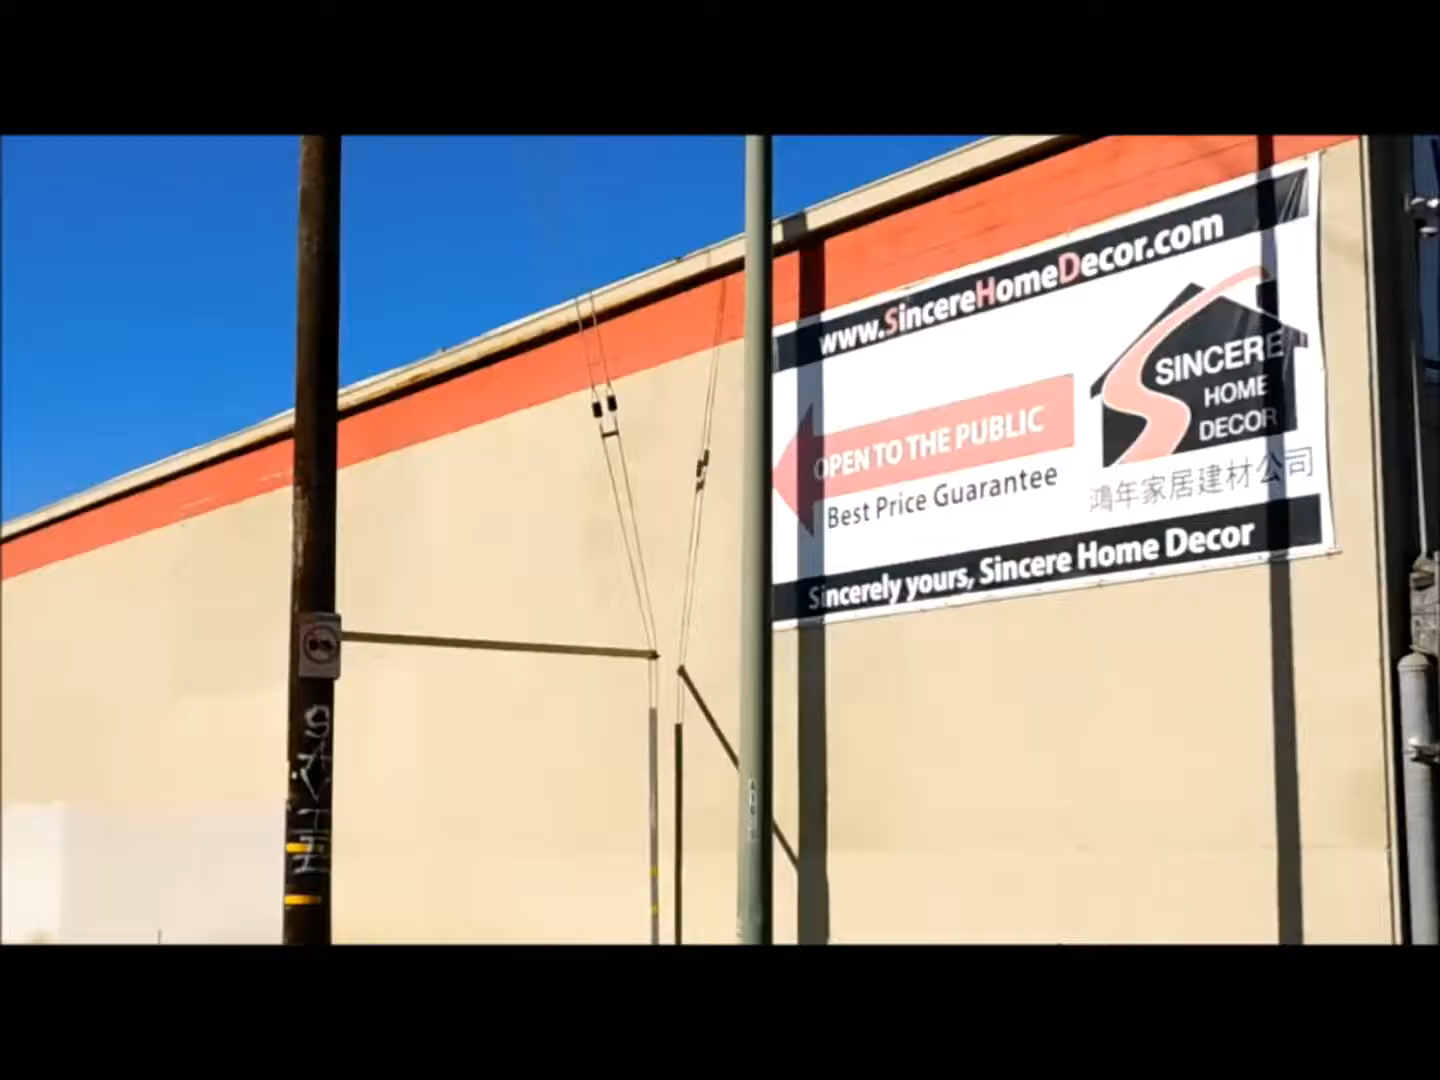 www.SincereHomeDecor.com
SINCERE
HOME
DECOR
OPEN TO THE PUBLIC
Best Price Guarantee
鴻年家居建材公司
Sincerely yours, Sincere Home Decor